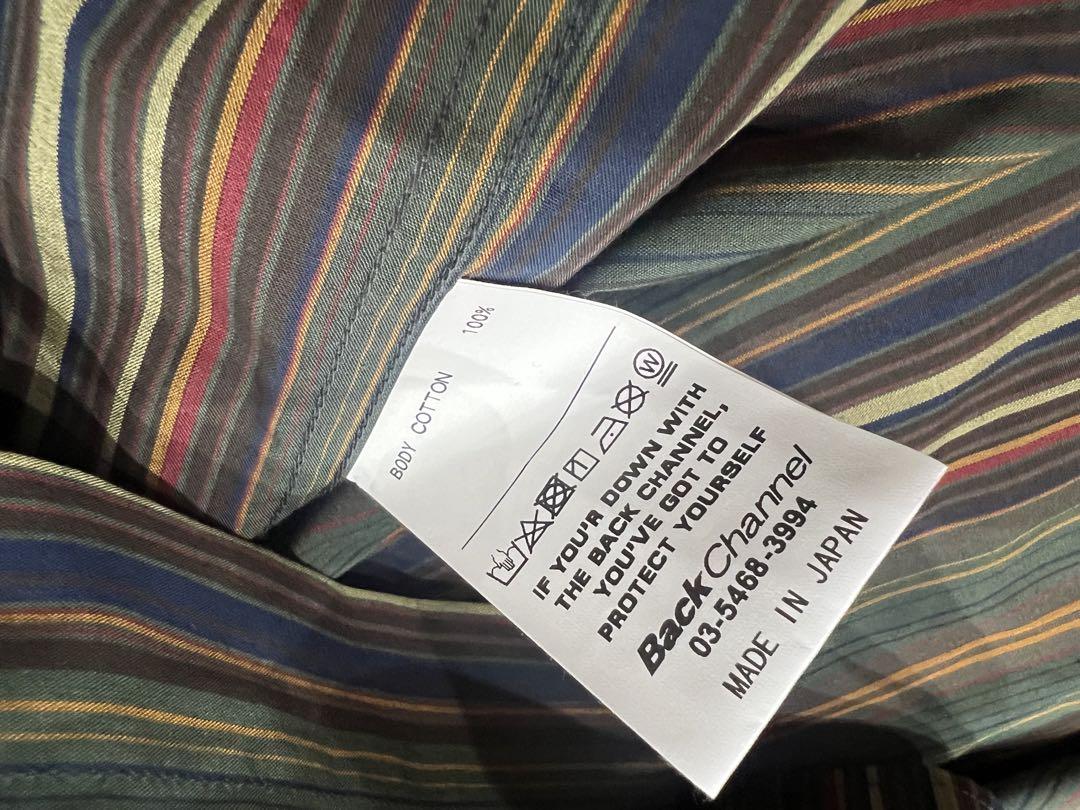 BODY COTTON 100%
W
IF YOU'R DOWN WITH
THE BACK CHANNEL,
YOU'VE GOT TO
PROTECT YOURSELF
Back Channel
03-5468-3994
MADE IN JAPAN